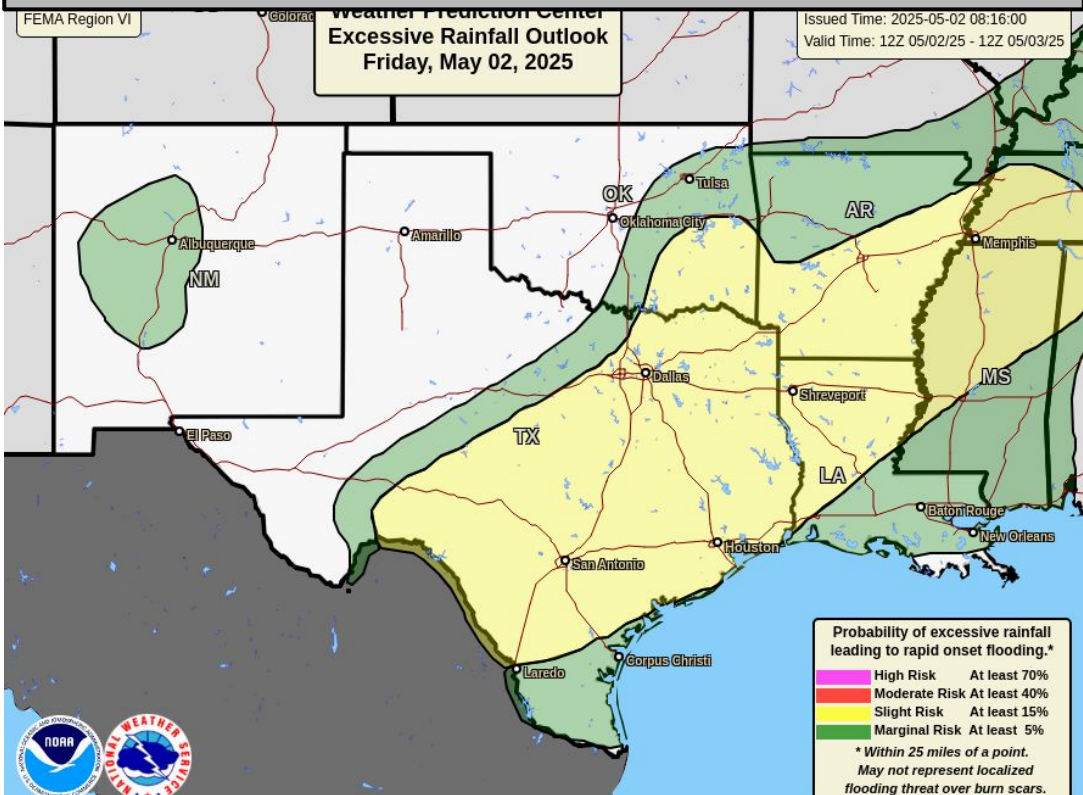 FEMA Region VI
Weather Prediction Center
Excessive Rainfall Outlook
Friday, May 02, 2025
Issued Time: 2025-05-02 08:16:00
Valid Time: 12Z 05/02/25 - 12Z 05/03/25
Colorad
Tulsa
OK
Oklahoma City
AR
Albuquerque
Amarillo
Memphis
NM
Dallas
MS
Shreveport
El Paso
TX
LA
Baton Rouge
New Orleans
Houston
San Antonio
Corpus Christi
Laredo
Probability of excessive rainfall
leading to rapid onset flooding.*
High Risk At least 70%
Moderate Risk At least 40%
Slight Risk At least 15%
Marginal Risk At least 5%
* Within 25 miles of a point.
May not represent localized
flooding threat over burn scars.
NOAA
NATIONAL WEATHER SERVICE